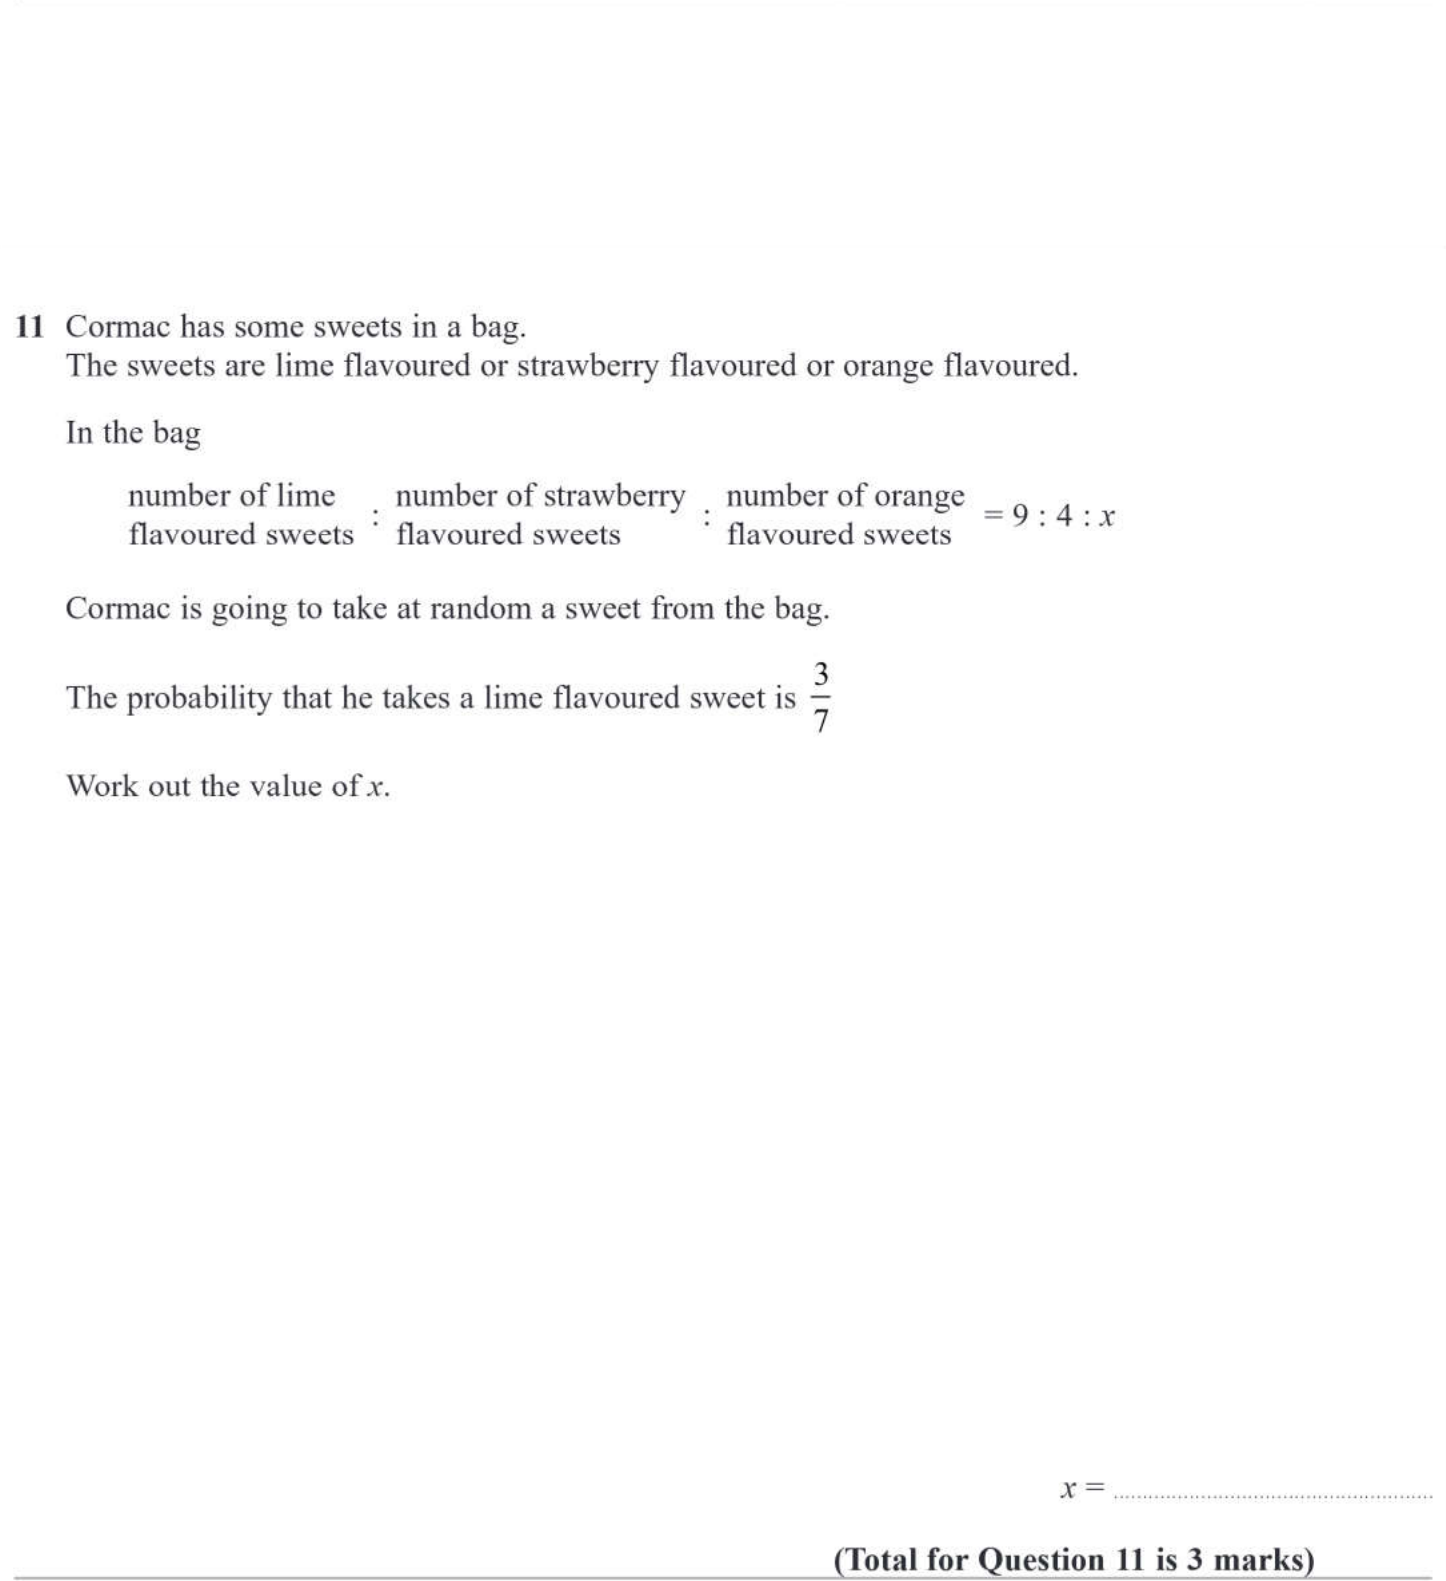 11 Cormac has some sweets in a bag.
The sweets are lime flavoured or strawberry flavoured or orange flavoured.
In the bag
number of lime flavoured sweets : number of strawberry flavoured sweets : number of orange flavoured sweets = 9 : 4 : x
Cormac is going to take at random a sweet from the bag.
The probability that he takes a lime flavoured sweet is 3/7
Work out the value of x.
x = ........................................................
(Total for Question 11 is 3 marks)